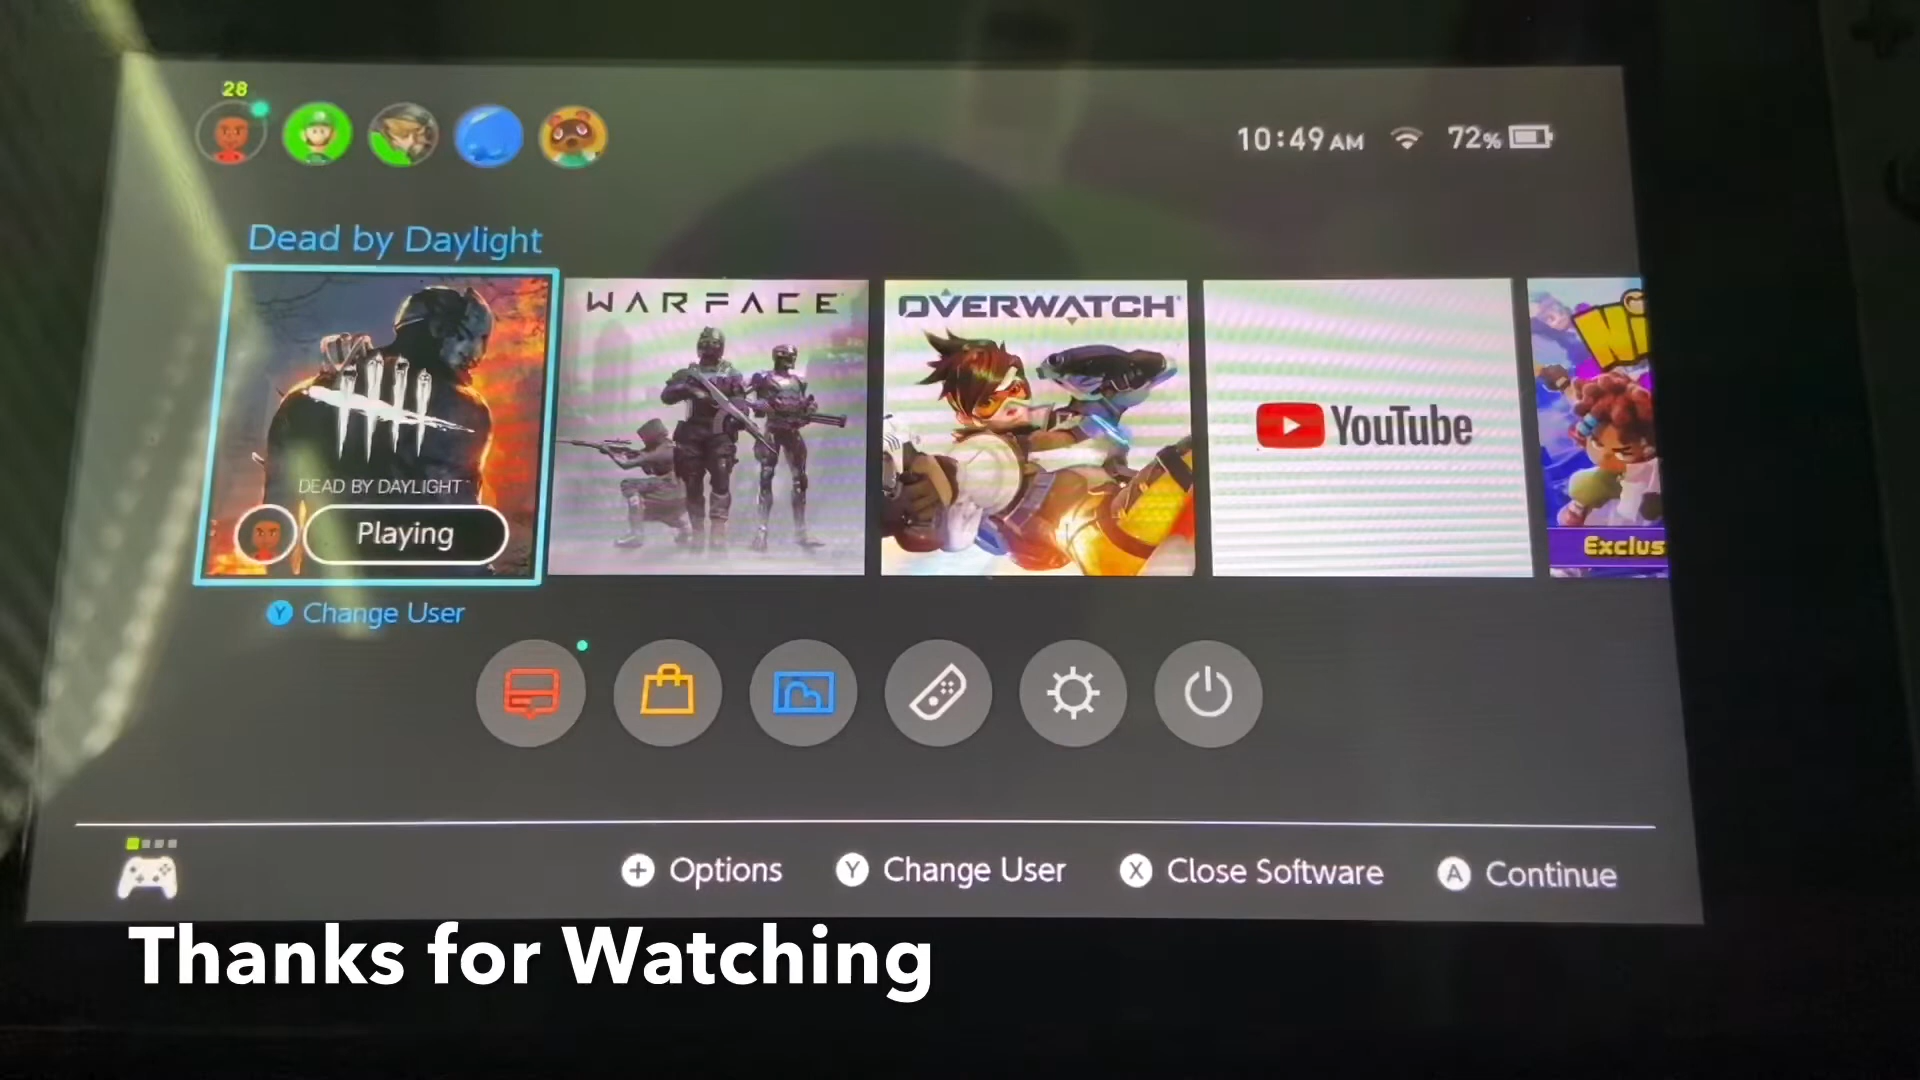 28
10:49 AM 72%
Dead by Daylight
WARFACE
OVERWATCH
YouTube
Ni
DEAD BY DAYLIGHT
Playing
Exclus
Y Change User
+ Options Y Change User X Close Software A Continue
Thanks for Watching